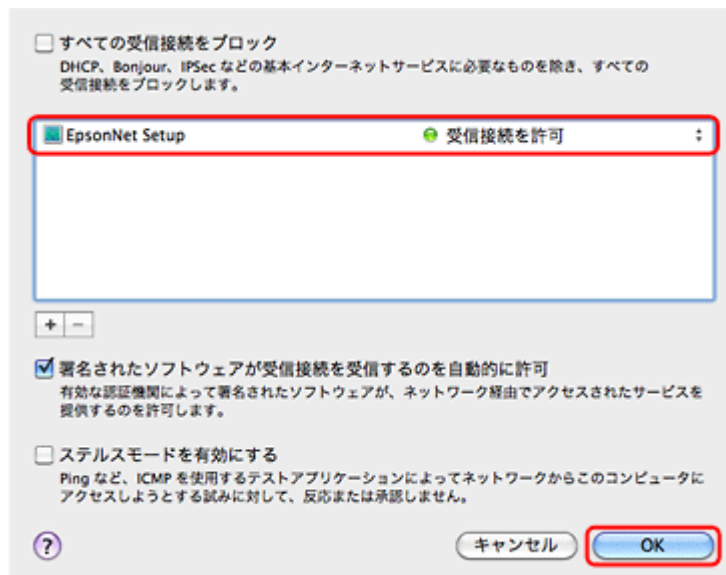 すべての受信接続をブロック
DHCP、Bonjour、IPSec などの基本インターネットサービスに必要なものを除き、すべての
受信接続をブロックします。
EpsonNet Setup 受信接続を許可
+ −
署名されたソフトウェアが受信接続を受信するのを自動的に許可
有効な認証機関によって署名されたソフトウェアが、ネットワーク経由でアクセスされたサービスを
提供するのを許可します。
ステルスモードを有効にする
Ping など、ICMP を使用するテストアプリケーションによってネットワークからこのコンピュータに
アクセスしようとする試みに対して、反応または承認しません。
? キャンセル OK